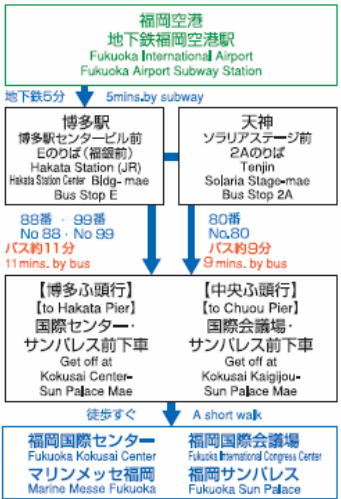 福岡空港
地下鉄福岡空港駅
Fukuoka International Airport
Fukuoka Airport Subway Station
地下鉄5分
5mins.by subway
博多駅
博多駅センタービル前
Eのりば(福銀前)
Hakata Station (JR)
Hakata Station Center Bldg-mae
Bus Stop E
天神
ソラリアステージ前
2Aのりば
Tenjin
Solaria Stage-mae
Bus Stop 2A
88番・99番
No 88・No 99
バス約11分
11mins. by bus
80番
No.80
バス約9分
9 mins. by bus
【博多ふ頭行】
【to Hakata Pier】
国際センター・
サンパレス前下車
Get off at
Kokusai Center-
Sun Palace Mae
【中央ふ頭行】
【to Chuou Pier】
国際会議場・
サンパレス前下車
Get off at
Kokusai Kaigijou-
Sun Palace Mae
徒歩すぐ
A short walk
福岡国際センター
Fukuoka Kokusai Center
マリンメッセ福岡
Marine Messe Fukuoka
福岡国際会議場
Fukuoka International Congress Center
福岡サンパレス
Fukuoka Sun Palace